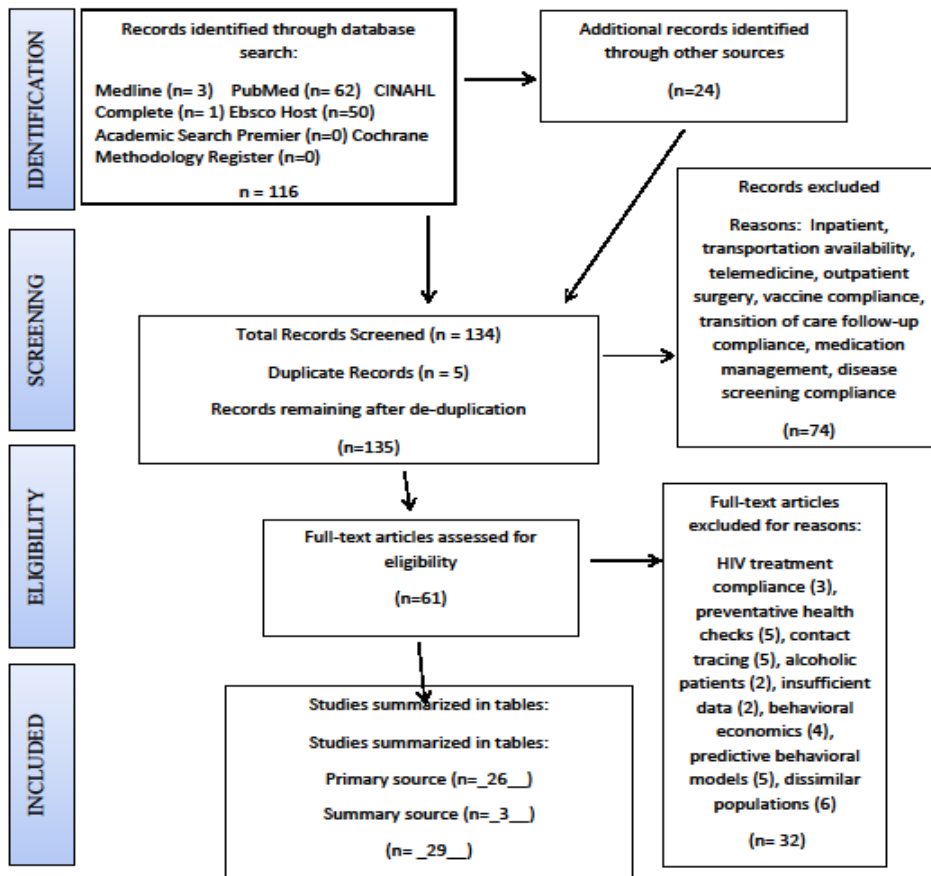 IDENTIFICATION
Records identified through database
search:
Medline (n= 3) PubMed (n= 62) CINAHL
Complete (n= 1) Ebsco Host (n=50)
Academic Search Premier (n=0) Cochrane
Methodology Register (n=0)
n = 116
Additional records identified
through other sources
(n=24)
SCREENING
Total Records Screened (n = 134)
Duplicate Records (n = 5)
Records remaining after de-duplication
(n=135)
Records excluded
Reasons: Inpatient,
transportation availability,
telemedicine, outpatient
surgery, vaccine compliance,
transition of care follow-up
compliance, medication
management, disease
screening compliance
(n=74)
ELIGIBILITY
Full-text articles assessed for
eligibility
(n=61)
Full-text articles
excluded for reasons:
HIV treatment
compliance (3),
preventative health
checks (5), contact
tracing (5), alcoholic
patients (2), insufficient
data (2), behavioral
economics (4),
predictive behavioral
models (5), dissimilar
populations (6)
(n= 32)
INCLUDED
Studies summarized in tables:
Studies summarized in tables:
Primary source (n=_26__)
Summary source (n=_3__)
(n= _29__)